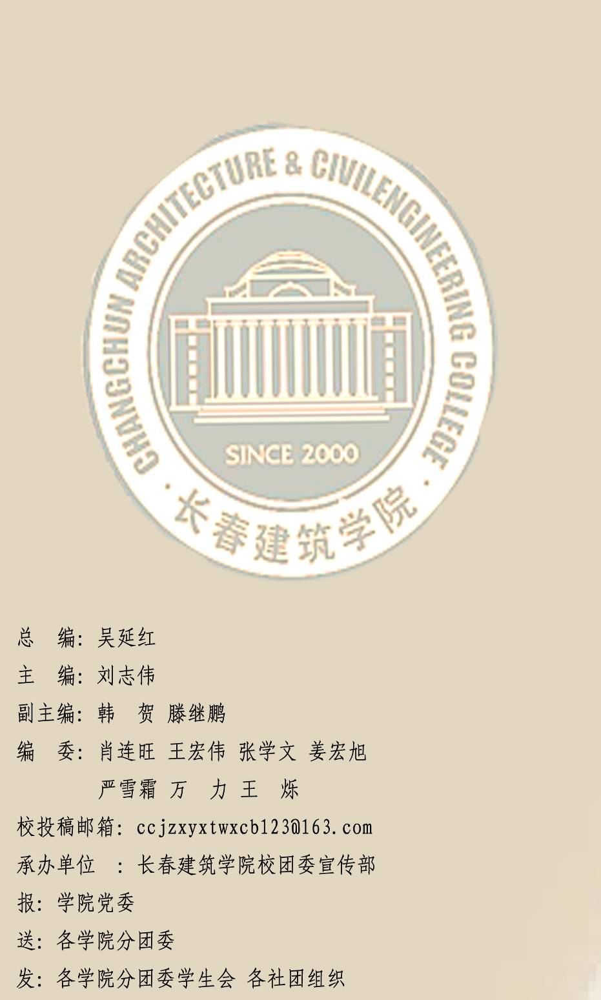 CHANGCHUN ARCHITECTURE & CIVILENGINEERING COLLEGE
SINCE 2000
·长春建筑学院·
总　编：吴延红
主　编：刘志伟
副主编：韩　贺 滕继鹏
编　委：肖连旺 王宏伟 张学文 姜宏旭
严雪霜 万　力 王　烁
校投稿邮箱：ccjzxyxtwxcb123@163.com
承办单位　：长春建筑学院校团委宣传部
报：学院党委
送：各学院分团委
发：各学院分团委学生会 各社团组织